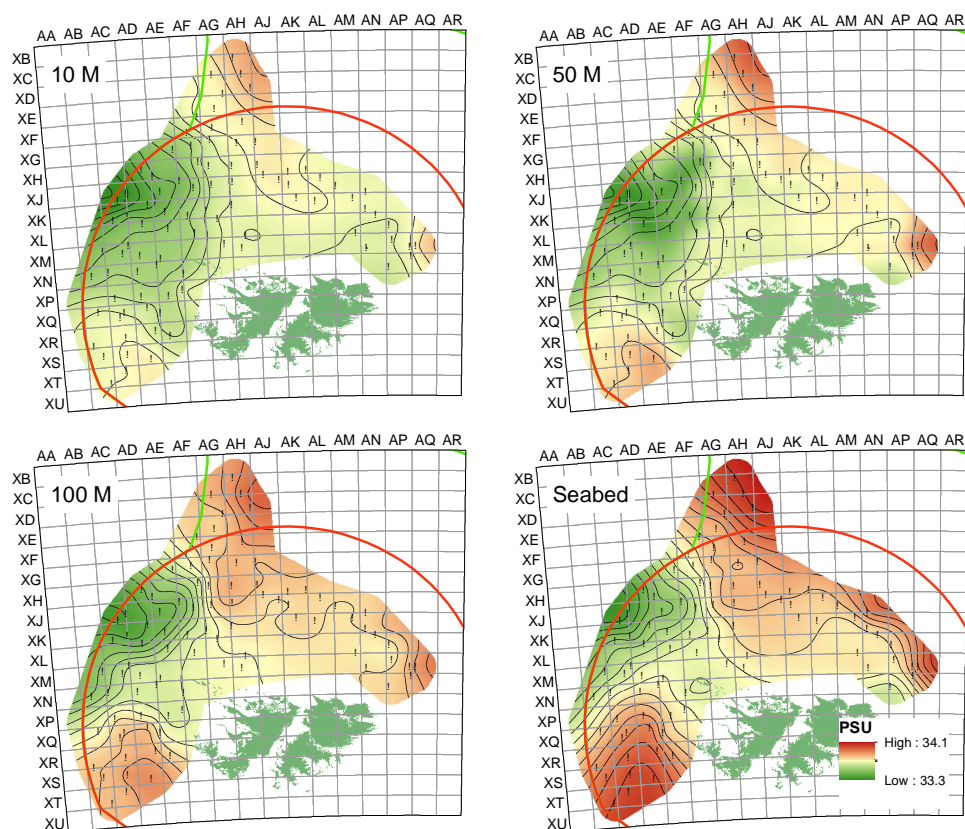 AA AB AC AD AE AF AG AH AJ AK AL AM AN AP AQ AR
XB
XC
XD
XE
XF
XG
XH
XJ
XK
XL
XM
XN
XP
XQ
XR
XS
XT
XU
10 M
AA AB AC AD AE AF AG AH AJ AK AL AM AN AP AQ AR
XB
XC
XD
XE
XF
XG
XH
XJ
XK
XL
XM
XN
XP
XQ
XR
XS
XT
XU
50 M
AA AB AC AD AE AF AG AH AJ AK AL AM AN AP AQ AR
XB
XC
XD
XE
XF
XG
XH
XJ
XK
XL
XM
XN
XP
XQ
XR
XS
XT
XU
100 M
AA AB AC AD AE AF AG AH AJ AK AL AM AN AP AQ AR
XB
XC
XD
XE
XF
XG
XH
XJ
XK
XL
XM
XN
XP
XQ
XR
XS
XT
XU
Seabed
PSU
High : 34.1
Low : 33.3